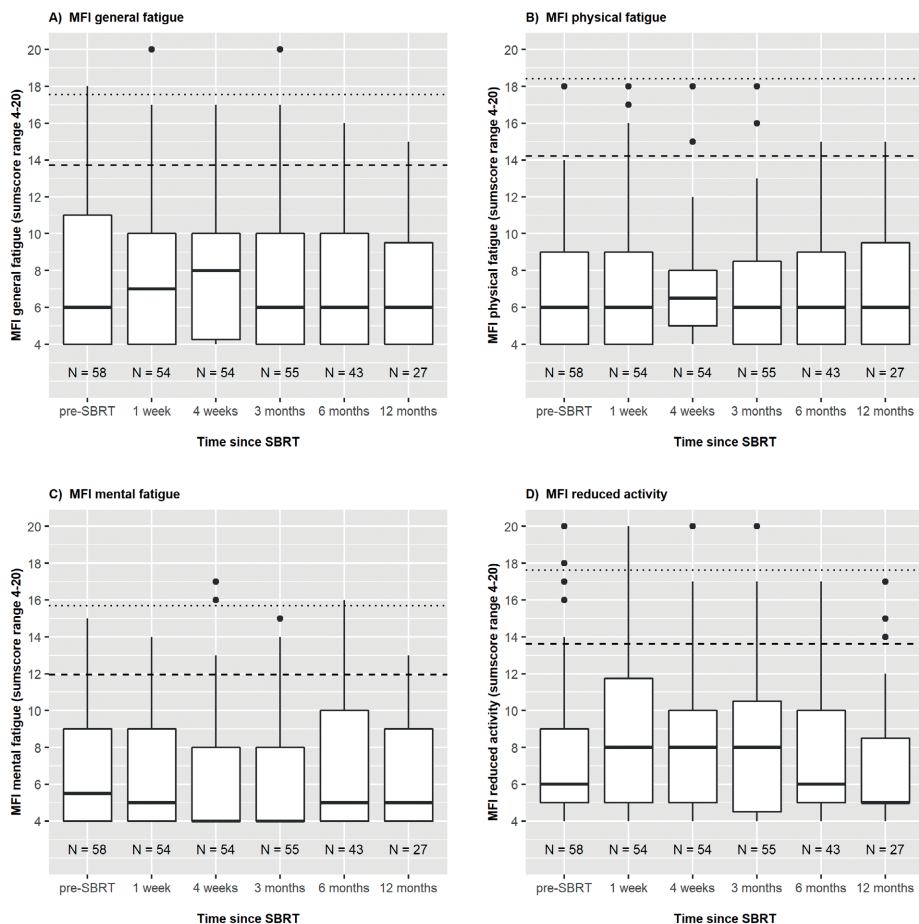 A) MFI general fatigue
MFI general fatigue (sumscore range 4-20)
20
18
16
14
12
10
8
6
4
N = 58 N = 54 N = 54 N = 55 N = 43 N = 27
pre-SBRT 1 week 4 weeks 3 months 6 months 12 months
Time since SBRT
B) MFI physical fatigue
MFI physical fatigue (sumscore range 4-20)
20
18
16
14
12
10
8
6
4
N = 58 N = 54 N = 54 N = 55 N = 43 N = 27
pre-SBRT 1 week 4 weeks 3 months 6 months 12 months
Time since SBRT
C) MFI mental fatigue
MFI mental fatigue (sumscore range 4-20)
20
18
16
14
12
10
8
6
4
N = 58 N = 54 N = 54 N = 55 N = 43 N = 27
pre-SBRT 1 week 4 weeks 3 months 6 months 12 months
Time since SBRT
D) MFI reduced activity
MFI reduced activity (sumscore range 4-20)
20
18
16
14
12
10
8
6
4
N = 58 N = 54 N = 54 N = 55 N = 43 N = 27
pre-SBRT 1 week 4 weeks 3 months 6 months 12 months
Time since SBRT